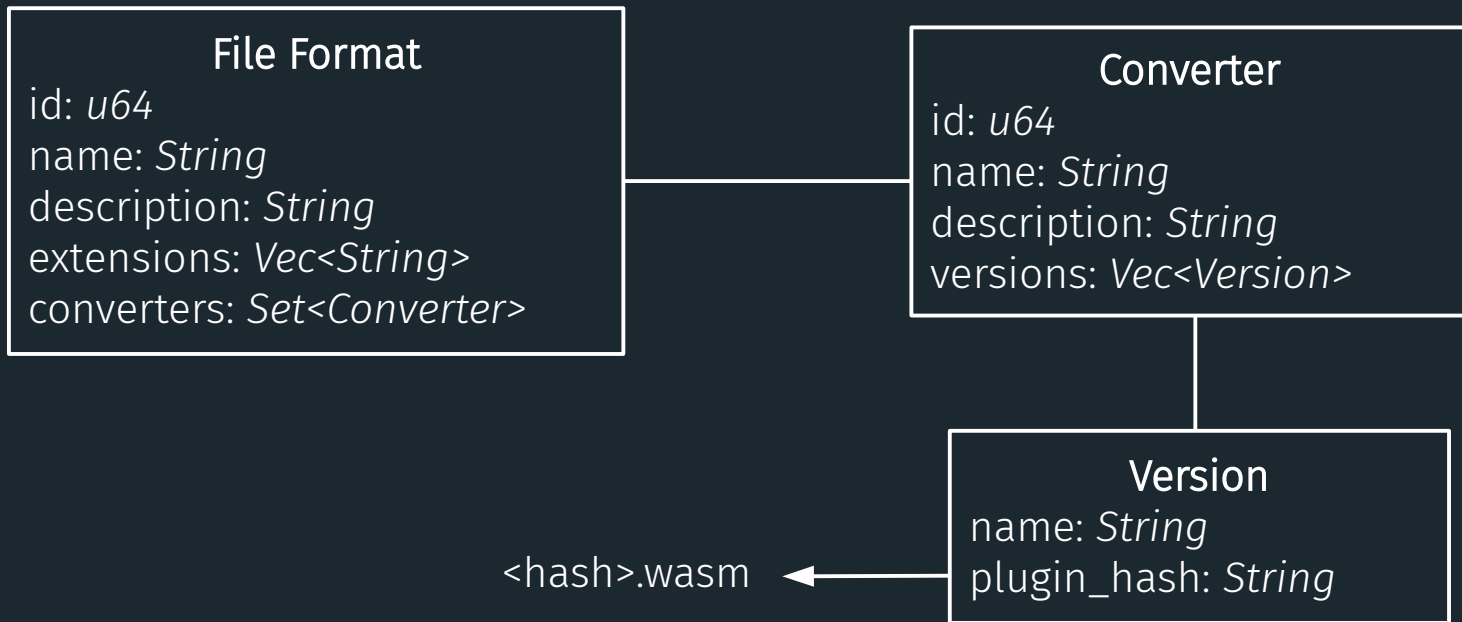 File Format
id: u64
name: String
description: String
extensions: Vec<String>
converters: Set<Converter>
Converter
id: u64
name: String
description: String
versions: Vec<Version>
Version
name: String
plugin_hash: String
<hash>.wasm